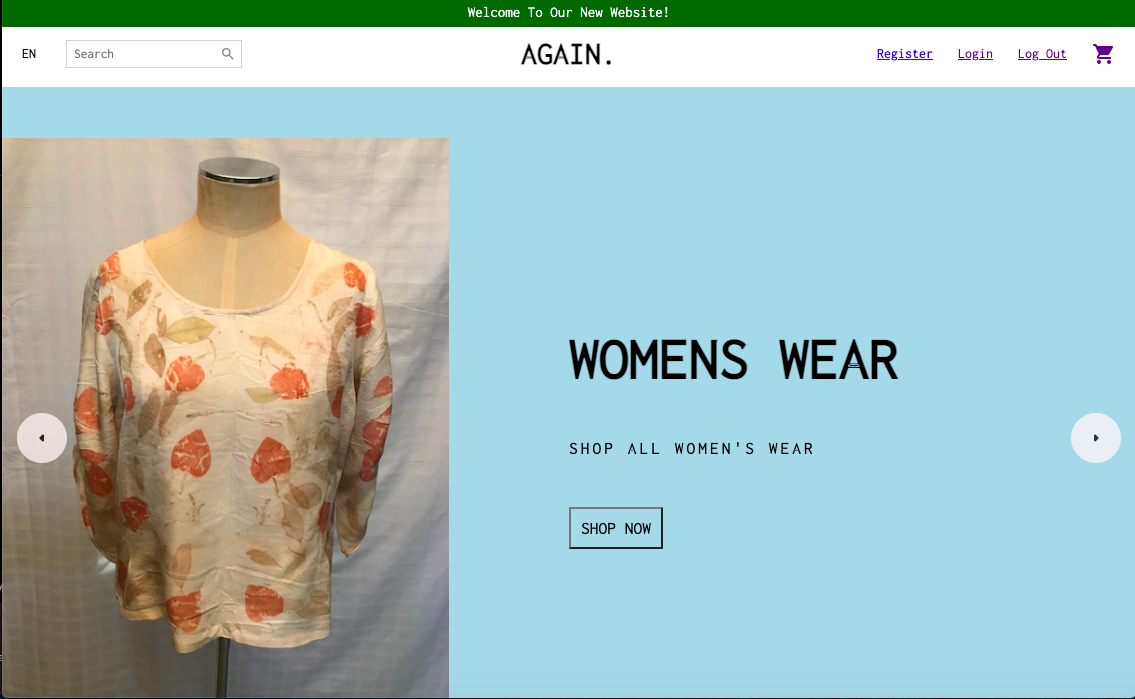 Welcome To Our New Website!
EN
Search
AGAIN.
Register
Login
Log Out
WOMENS WEAR
SHOP ALL WOMEN'S WEAR
SHOP NOW